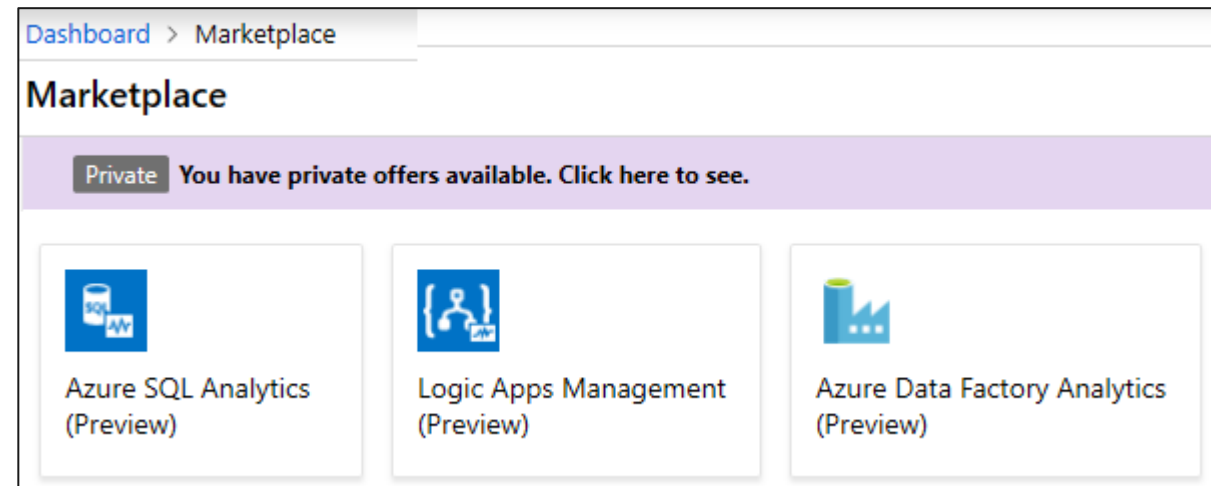 Dashboard > Marketplace
Marketplace
Private You have private offers available. Click here to see.
SQL
Azure SQL Analytics
(Preview)
Logic Apps Management
(Preview)
Azure Data Factory Analytics
(Preview)